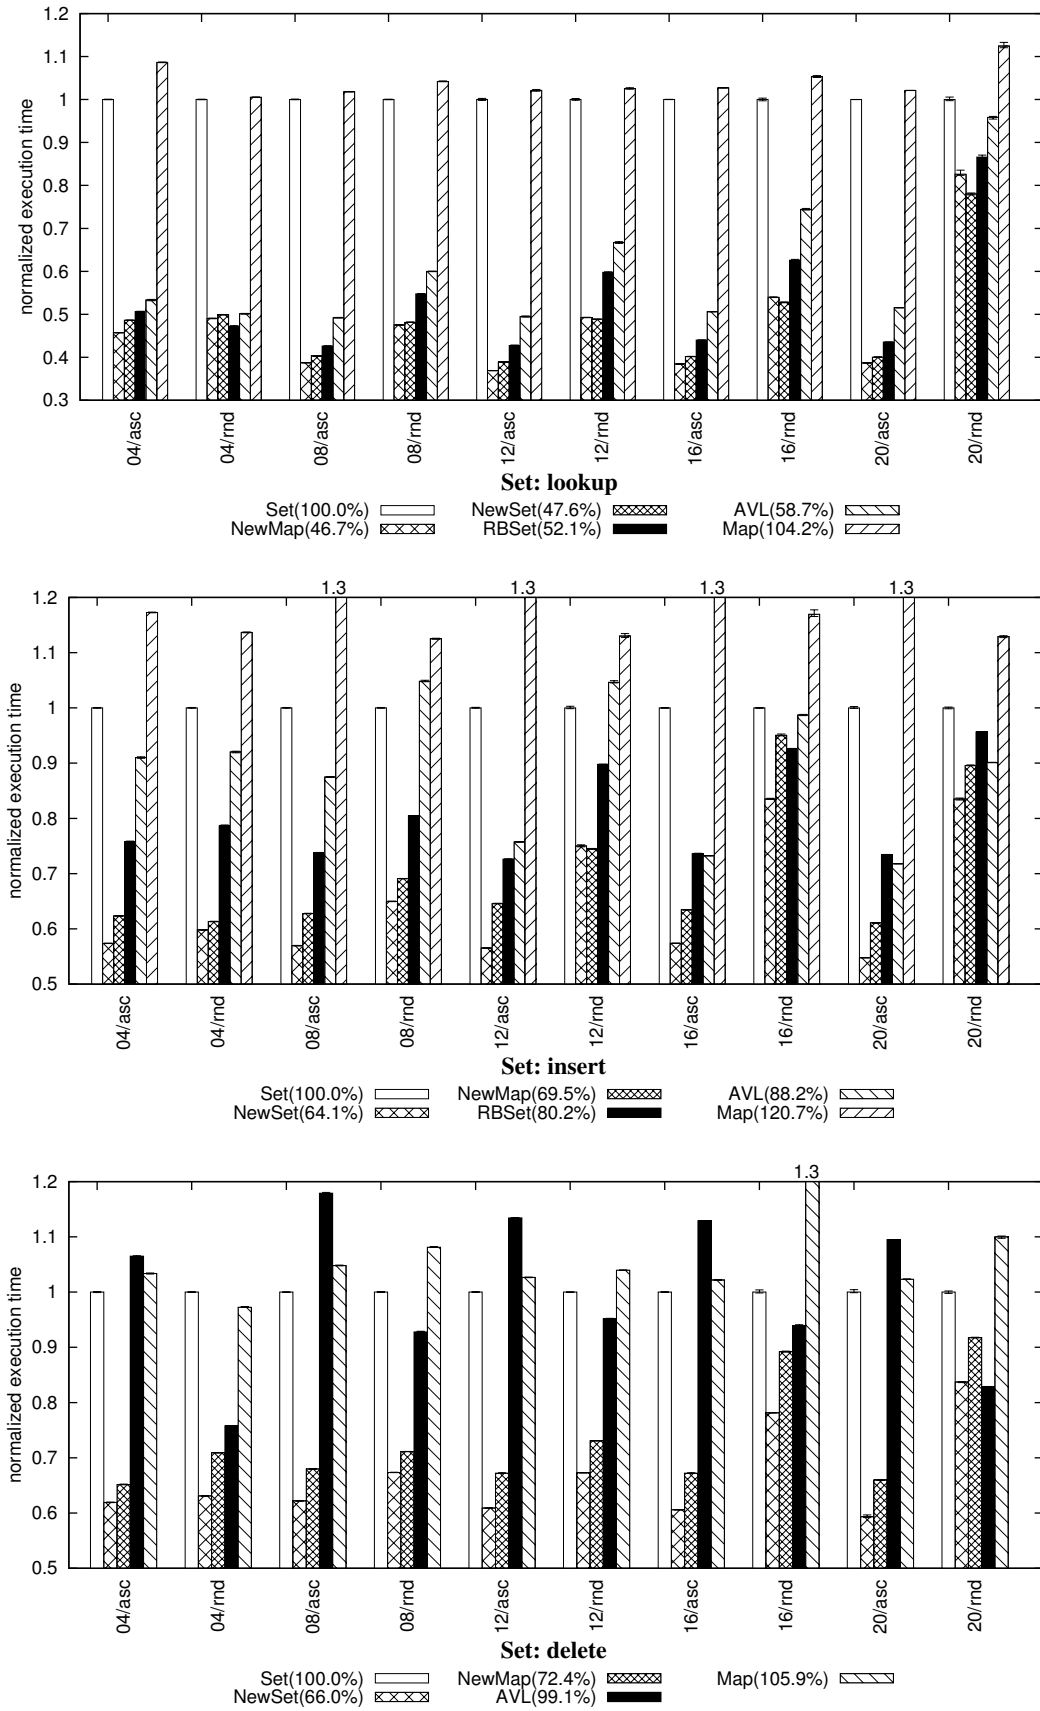 1.2
1.1
1
0.9
0.8
0.7
0.6
0.5
0.4
0.3
normalized execution time
04/asc
04/rnd
08/asc
08/rnd
12/asc
12/rnd
16/asc
16/rnd
20/asc
20/rnd
Set: lookup
Set(100.0%) NewSet(47.6%) AVL(58.7%)
NewMap(46.7%) RBSet(52.1%) Map(104.2%)
1.3 1.3 1.3 1.3
1.2
1.1
1
0.9
0.8
0.7
0.6
0.5
normalized execution time
04/asc
04/rnd
08/asc
08/rnd
12/asc
12/rnd
16/asc
16/rnd
20/asc
20/rnd
Set: insert
Set(100.0%) NewMap(69.5%) AVL(88.2%)
NewSet(64.1%) RBSet(80.2%) Map(120.7%)
1.3
1.2
1.1
1
0.9
0.8
0.7
0.6
0.5
normalized execution time
04/asc
04/rnd
08/asc
08/rnd
12/asc
12/rnd
16/asc
16/rnd
20/asc
20/rnd
Set: delete
Set(100.0%) NewMap(72.4%) Map(105.9%)
NewSet(66.0%) AVL(99.1%)